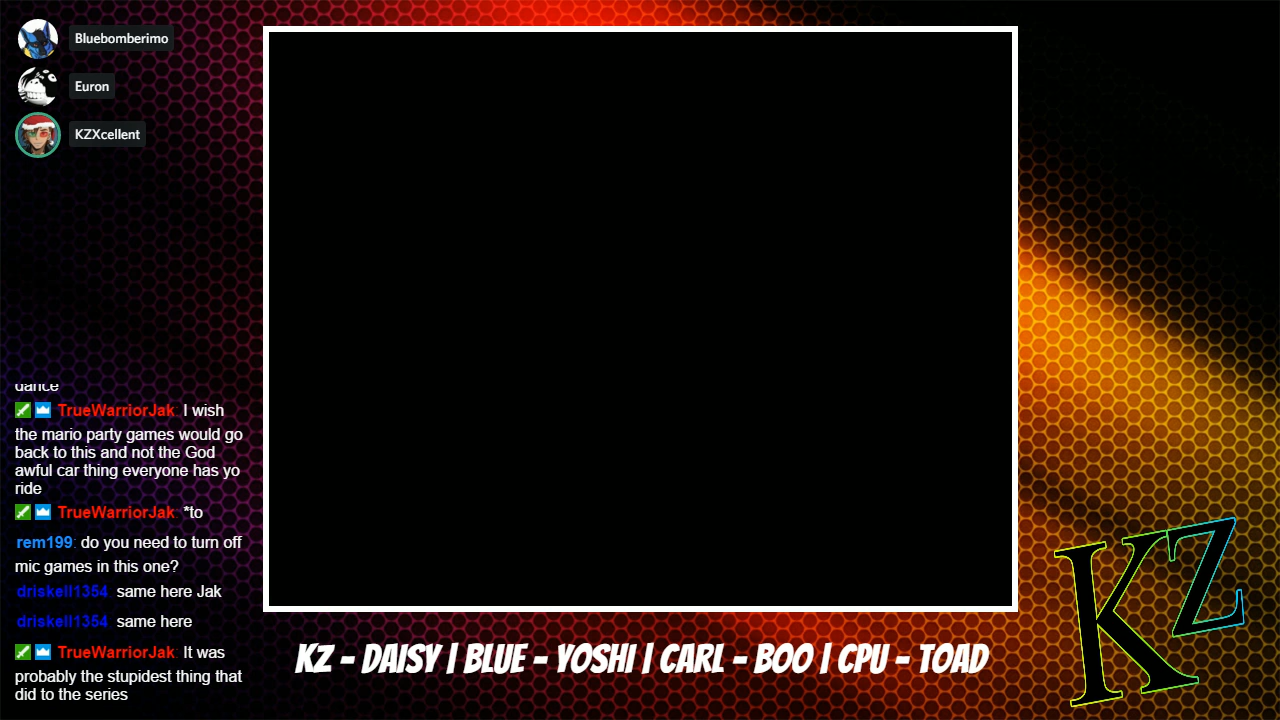 Bluebomberimo
Euron
KZXcellent
dance
TrueWarriorJak: I wish
the mario party games would go
back to this and not the God
awful car thing everyone has yo
ride
TrueWarriorJak: *to
rem199: do you need to turn off
mic games in this one?
driskell1354 same here Jak
driskell1354 same here
TrueWarriorJak: It was
probably the stupidest thing that
did to the series
KZ - DAISY | BLUE - YOSHI | CARL - BOO | CPU - TOAD
KZ